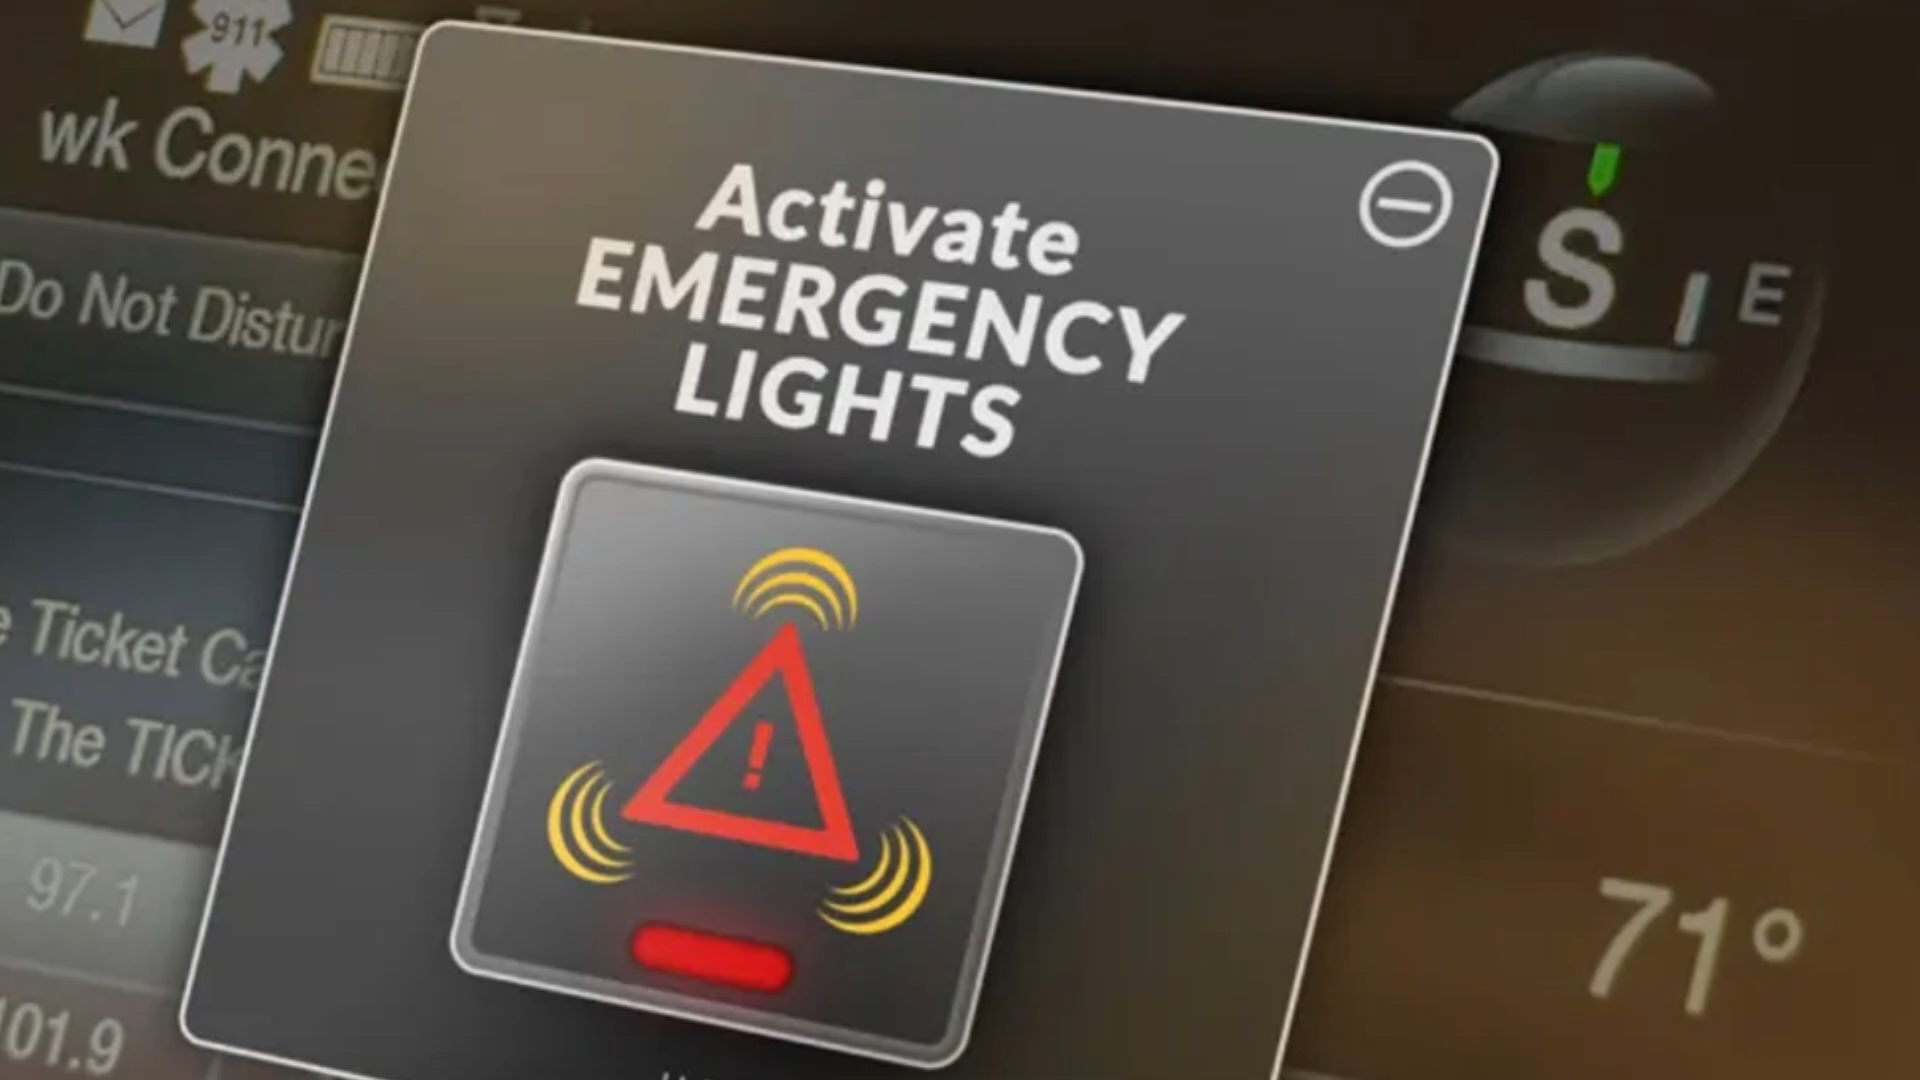 911
wk Conne
Do Not Distur
e Ticket Ca
The TICK
97.1
101.9
Activate
EMERGENCY
LIGHTS
!
S
E
71°